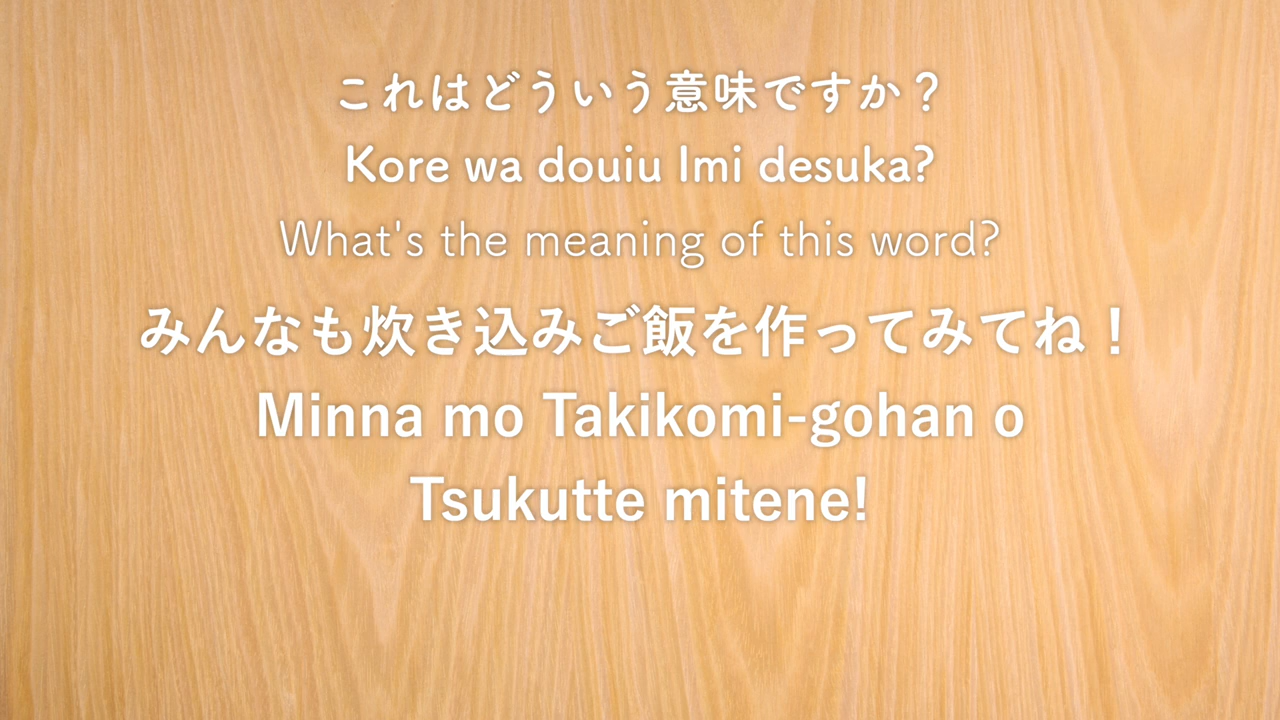 これはどういう意味ですか？
Kore wa douiu Imi desuka?
What's the meaning of this word?
みんなも炊き込みご飯を作ってみてね！
Minna mo Takikomi-gohan o
Tsukutte mitene!